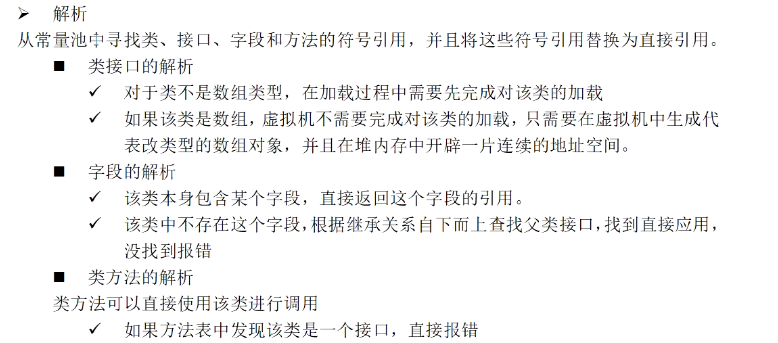 ➢ 解析
从常量池中寻找类、接口、字段和方法的符号引用，并且将这些符号引用替换为直接引用。
■ 类接口的解析
✓ 对于类不是数组类型，在加载过程中需要先完成对该类的加载
✓ 如果该类是数组，虚拟机不需要完成对该类的加载，只需要在虚拟机中生成代
表改类型的数组对象，并且在堆内存中开辟一片连续的地址空间。
■ 字段的解析
✓ 该类本身包含某个字段，直接返回这个字段的引用。
✓ 该类中不存在这个字段，根据继承关系自下而上查找父类接口，找到直接应用，
没找到报错
■ 类方法的解析
类方法可以直接使用该类进行调用
✓ 如果方法表中发现该类是一个接口，直接报错